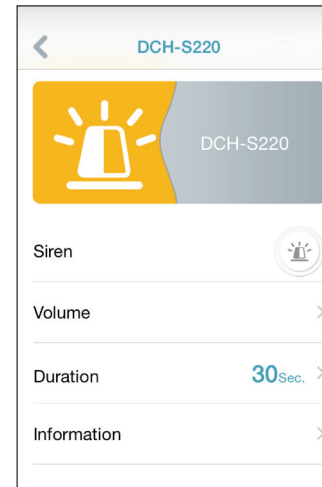 DCH-S220
DCH-S220
Siren
Volume
Duration 30Sec.
Information